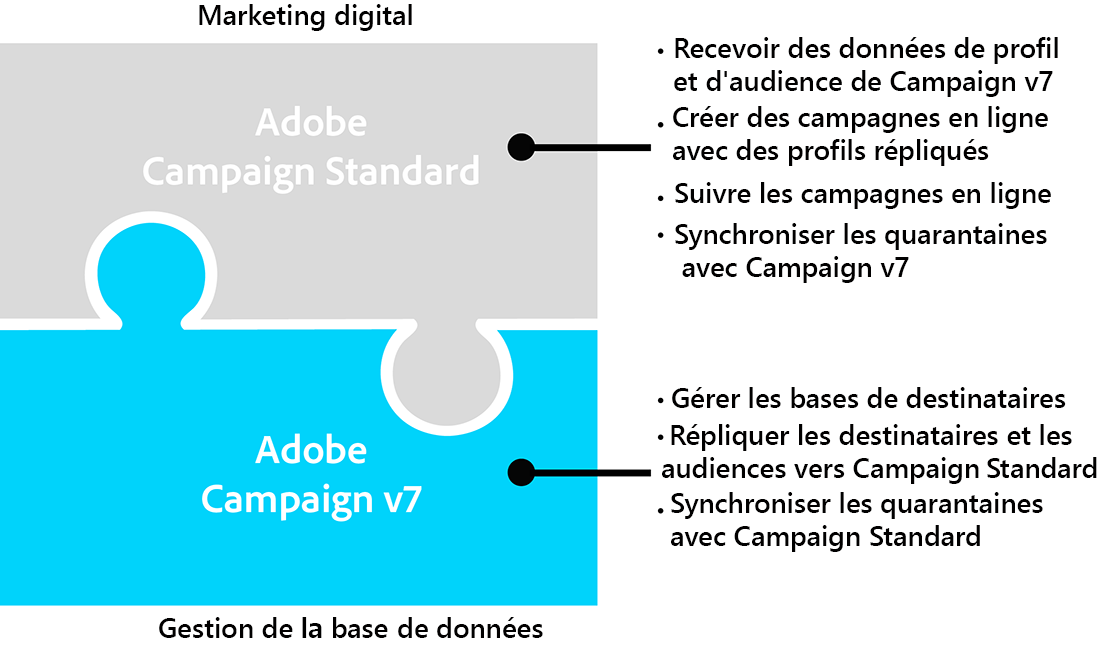 Marketing digital
Adobe
Campaign Standard
• Recevoir des données de profil
et d'audience de Campaign v7
• Créer des campagnes en ligne
avec des profils répliqués
• Suivre les campagnes en ligne
• Synchroniser les quarantaines
avec Campaign v7
Adobe
Campaign v7
• Gérer les bases de destinataires
• Répliquer les destinataires et les
audiences vers Campaign Standard
• Synchroniser les quarantaines
avec Campaign Standard
Gestion de la base de données